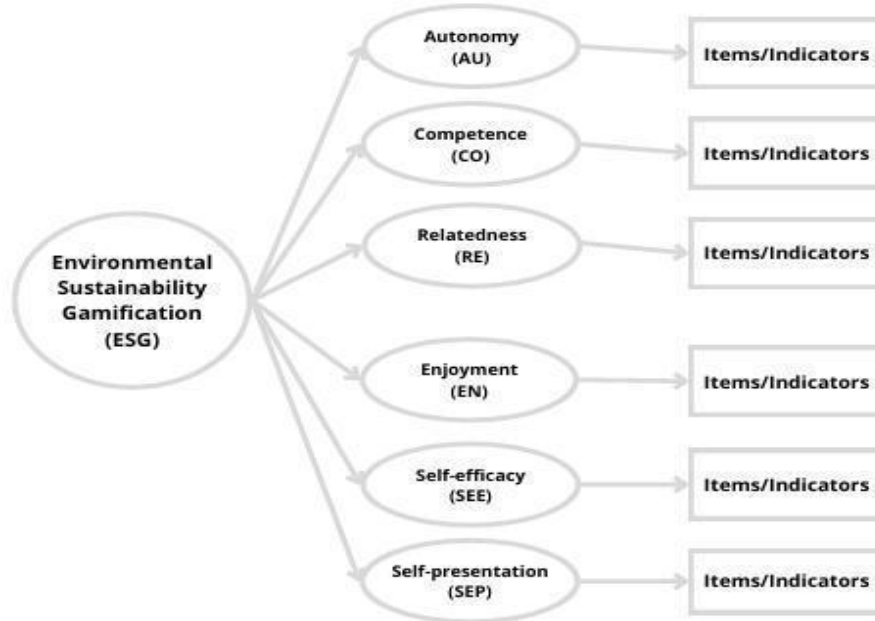 Autonomy
(AU)
Items/Indicators
Competence
(CO)
Items/Indicators
Relatedness
(RE)
Items/Indicators
Environmental
Sustainability
Gamification
(ESG)
Enjoyment
(EN)
Items/Indicators
Self-efficacy
(SEE)
Items/Indicators
Self-presentation
(SEP)
Items/Indicators